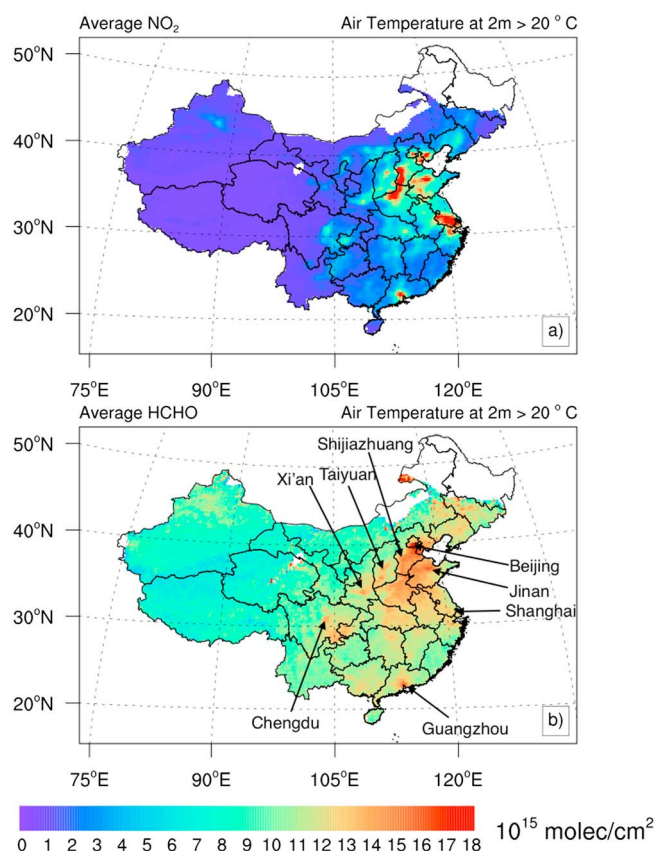 Average NO₂ Air Temperature at 2m > 20 ° C
50°N
40°N
30°N
20°N
a)
75°E 90°E 105°E 120°E
Average HCHO Air Temperature at 2m > 20 ° C
50°N
Shijiazhuang
Xi'an Taiyuan
40°N
Beijing
Jinan
Shanghai
30°N
20°N
Chengdu
Guangzhou
b)
75°E 90°E 105°E 120°E
0 1 2 3 4 5 6 7 8 9 10 11 12 13 14 15 16 17 18
10¹⁵ molec/cm²